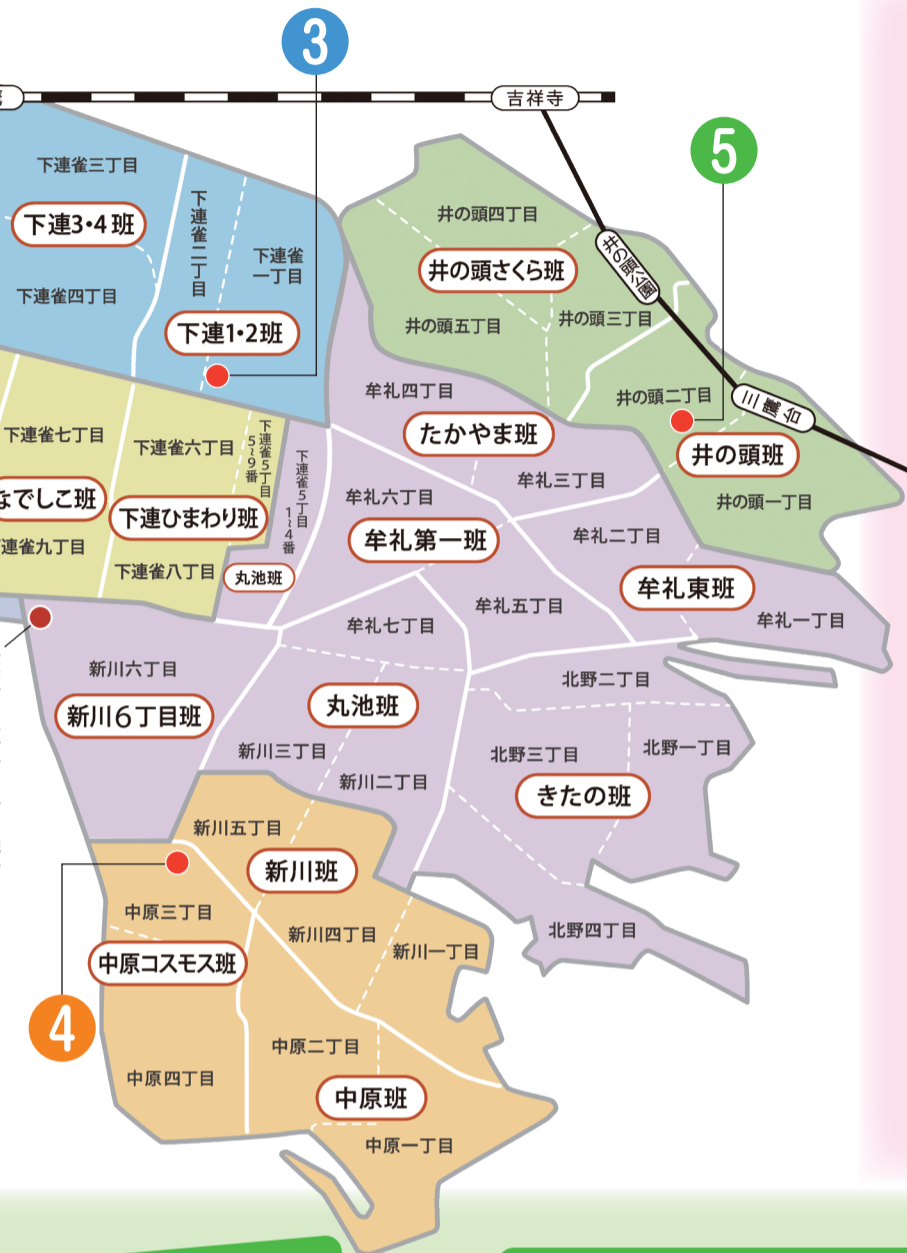 3
吉祥寺
5
下連雀三丁目
下連3・4班
下連雀四丁目
下連雀二丁目
下連雀
一丁目
下連1・2班
井の頭四丁目
井の頭さくら班
井の頭公園
井の頭五丁目
井の頭三丁目
井の頭二丁目
三鷹台
井の頭班
井の頭一丁目
牟礼四丁目
たかやま班
下連雀七丁目
下連雀六丁目
下連雀5丁目
5~9番
下連雀5丁目
1~4番
牟礼六丁目
牟礼三丁目
なでしこ班
下連ひまわり班
牟礼第一班
牟礼二丁目
連雀九丁目
下連雀八丁目
丸池班
牟礼東班
牟礼五丁目
牟礼一丁目
牟礼七丁目
新川六丁目
新川6丁目班
丸池班
北野二丁目
新川三丁目
新川二丁目
北野三丁目
北野一丁目
きたの班
新川五丁目
新川班
中原三丁目
新川四丁目
新川一丁目
北野四丁目
中原コスモス班
4
中原二丁目
中原四丁目
中原班
中原一丁目